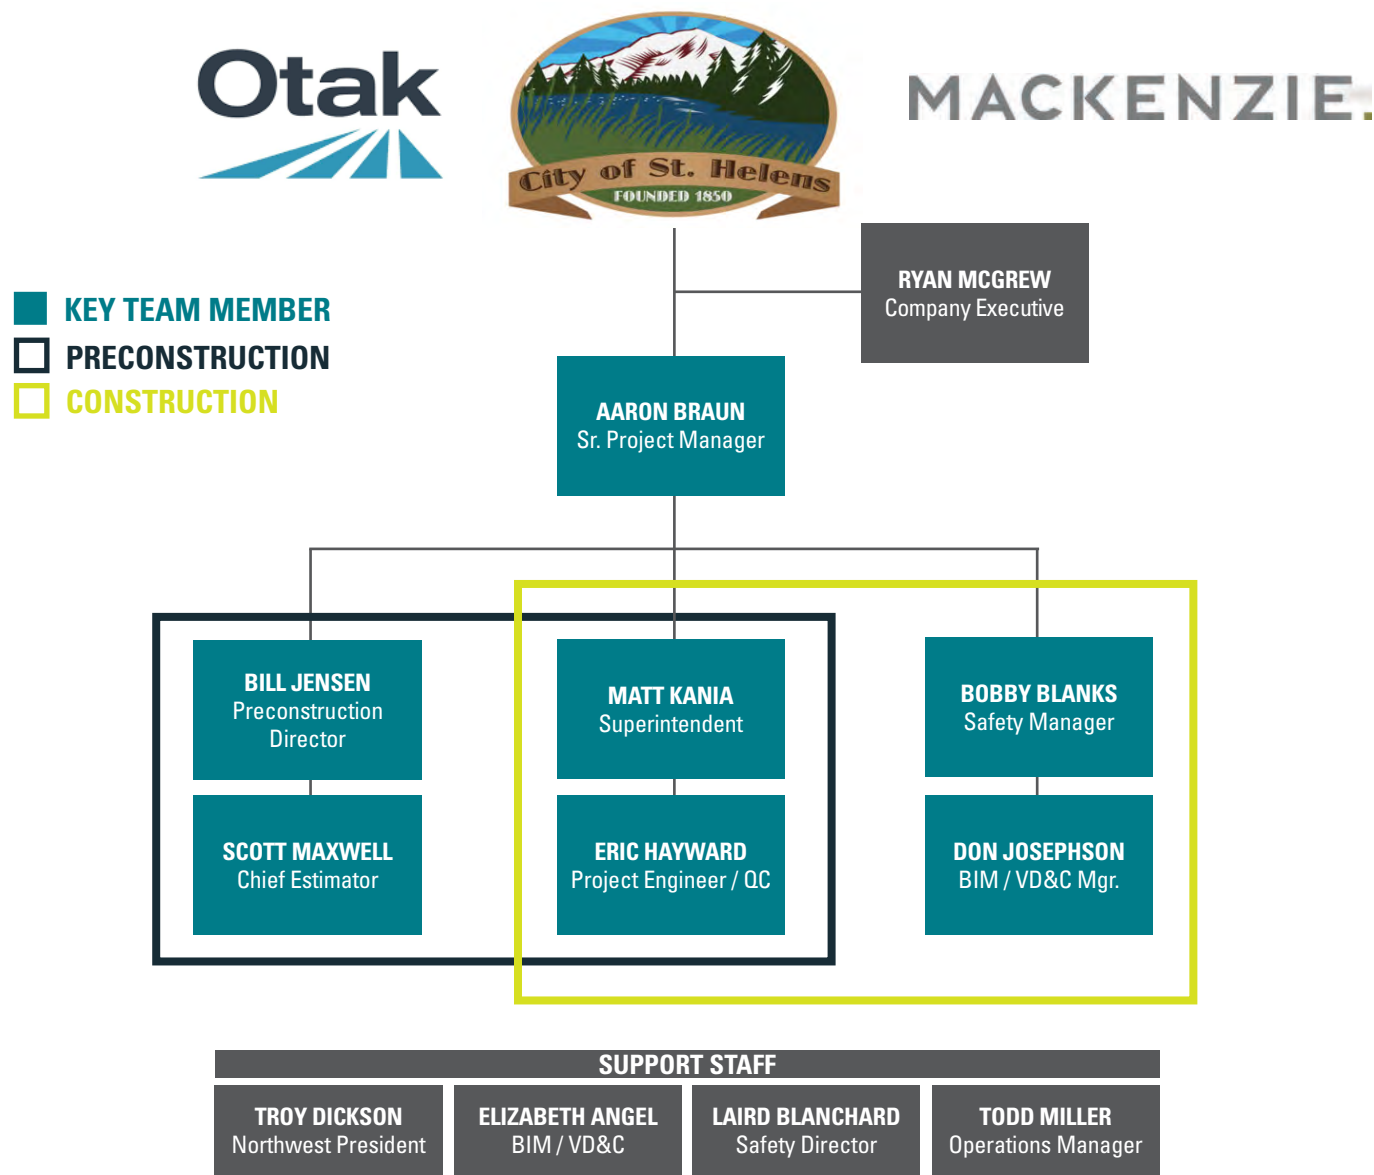 Otak
City of St. Helens
FOUNDED 1850
MACKENZIE.
RYAN MCGREW
Company Executive
KEY TEAM MEMBER
PRECONSTRUCTION
CONSTRUCTION
AARON BRAUN
Sr. Project Manager
BILL JENSEN
Preconstruction
Director
MATT KANIA
Superintendent
BOBBY BLANKS
Safety Manager
SCOTT MAXWELL
Chief Estimator
ERIC HAYWARD
Project Engineer / QC
DON JOSEPHSON
BIM / VD&C Mgr.
SUPPORT STAFF
TROY DICKSON
Northwest President
ELIZABETH ANGEL
BIM / VD&C
LAIRD BLANCHARD
Safety Director
TODD MILLER
Operations Manager